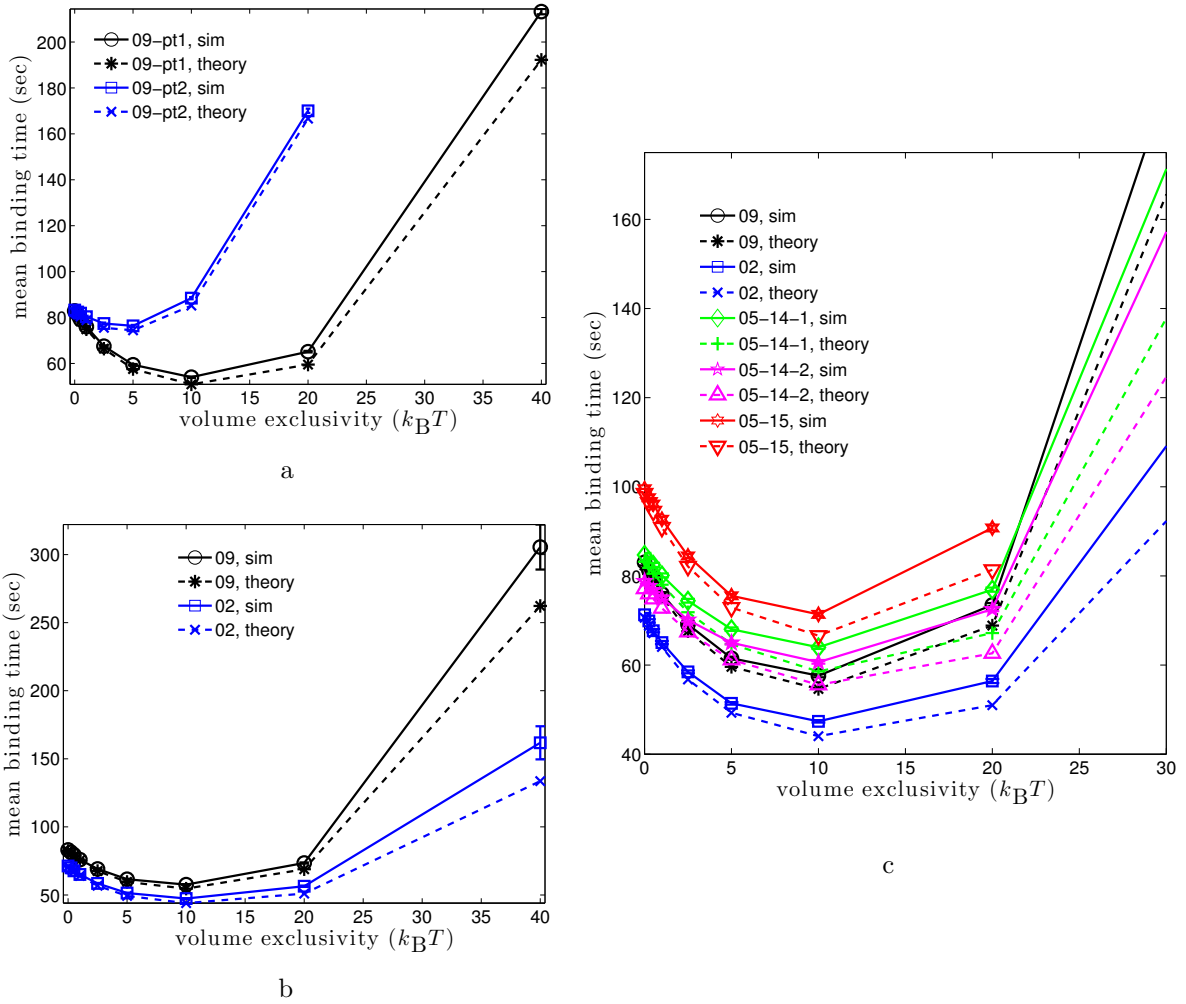 200
180
160
140
120
100
80
60
mean binding time (sec)
09-pt1, sim
09-pt1, theory
09-pt2, sim
09-pt2, theory
0 5 10 15 20 25 30 35 40
volume exclusivity (kBT)
a
300
250
200
150
100
50
mean binding time (sec)
09, sim
09, theory
02, sim
02, theory
0 5 10 15 20 25 30 35 40
volume exclusivity (kBT)
b
160
140
120
100
80
60
40
mean binding time (sec)
09, sim
09, theory
02, sim
02, theory
05-14-1, sim
05-14-1, theory
05-14-2, sim
05-14-2, theory
05-15, sim
05-15, theory
0 5 10 15 20 25 30
volume exclusivity (kBT)
c